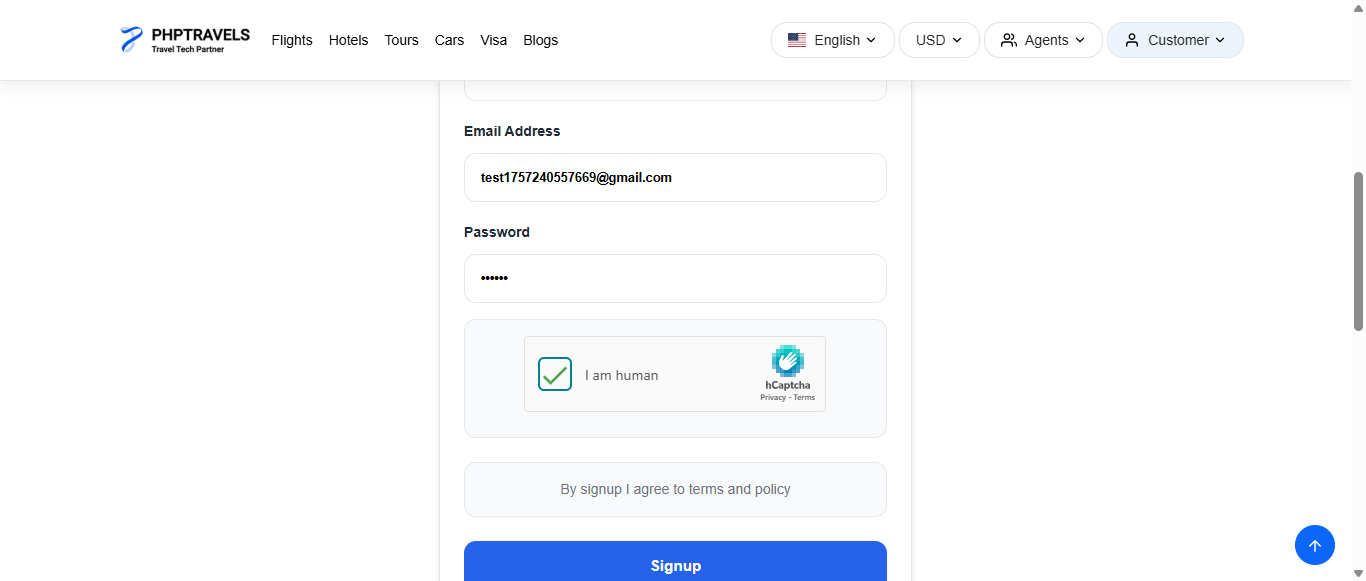 PHPTRAVELS
Travel Tech Partner
Flights Hotels Tours Cars Visa Blogs
English USD Agents Customer
Email Address
test1757240557669@gmail.com
Password
••••••
I am human
hCaptcha
Privacy - Terms
By signup I agree to terms and policy
Signup